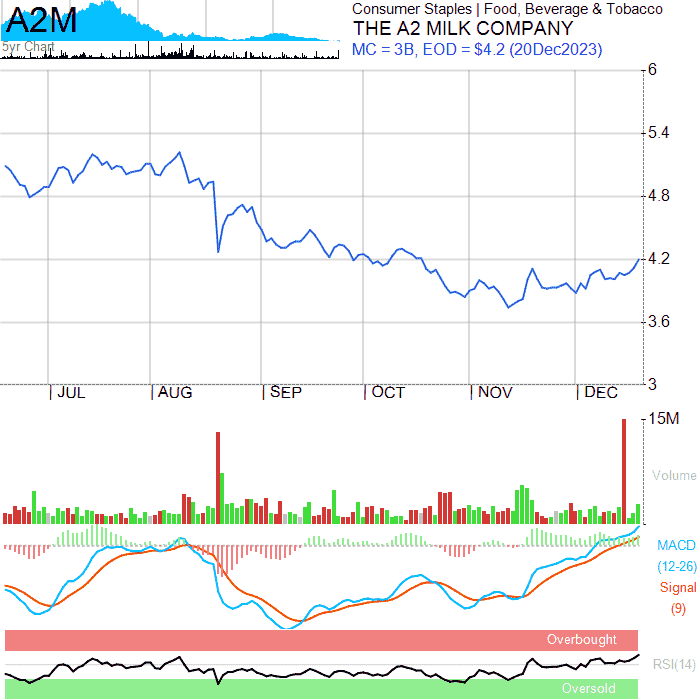 A2M
5yr Chart
Consumer Staples | Food, Beverage & Tobacco
THE A2 MILK COMPANY
MC = 3B, EOD = $4.2 (20Dec2023)
6
5.4
4.8
4.2
3.6
3
JUL AUG SEP OCT NOV DEC
15M
Volume
MACD
(12-26)
Signal
(9)
Overbought
RSI(14)
Oversold